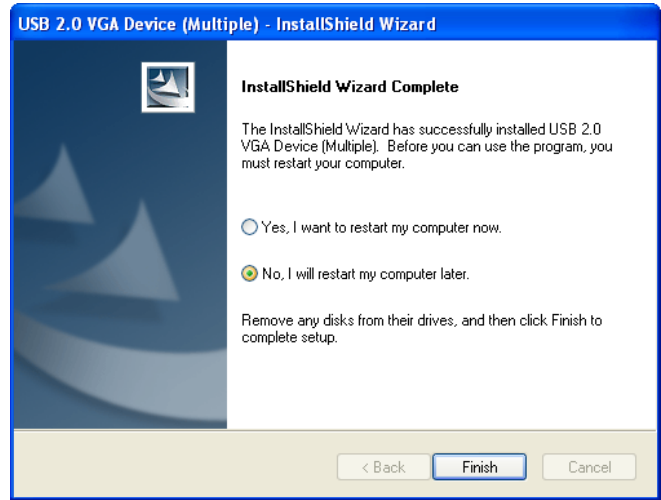 USB 2.0 VGA Device (Multiple) - InstallShield Wizard
InstallShield Wizard Complete
The InstallShield Wizard has successfully installed USB 2.0
VGA Device (Multiple). Before you can use the program, you
must restart your computer.
Yes, I want to restart my computer now.
No, I will restart my computer later.
Remove any disks from their drives, and then click Finish to
complete setup.
< Back
Finish
Cancel